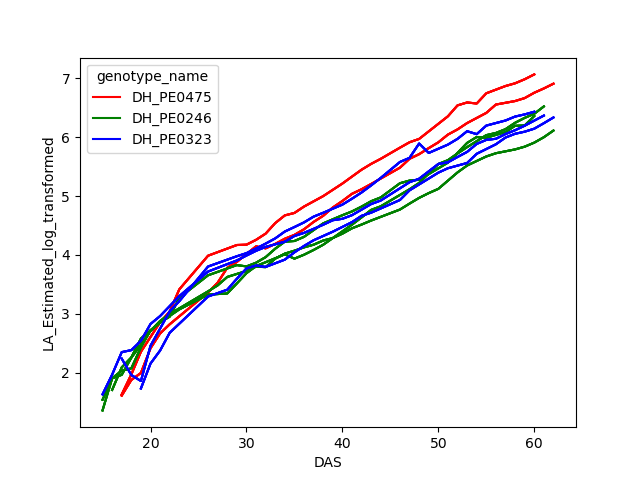 genotype_name
DH_PE0475
DH_PE0246
DH_PE0323
LA_Estimated_log_transformed
7
6
5
4
3
2
20 30 40 50 60
DAS